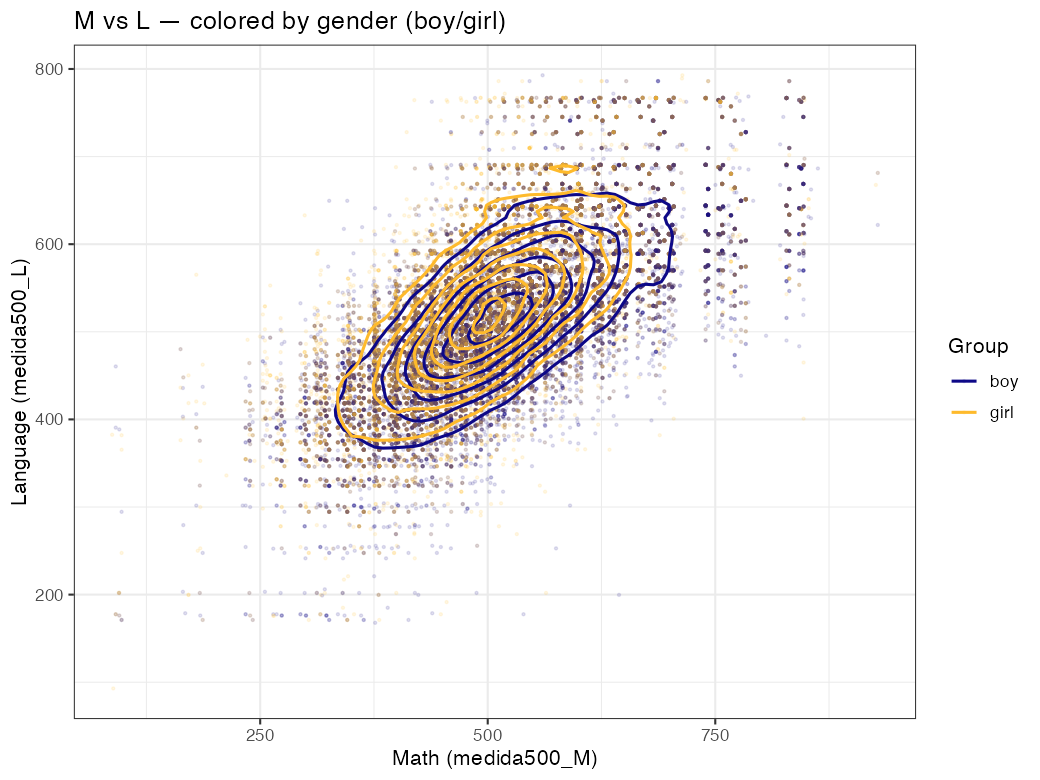 M vs L — colored by gender (boy/girl)
800
600
400
200
Language (medida500_L)
250
500
750
Math (medida500_M)
Group
boy
girl